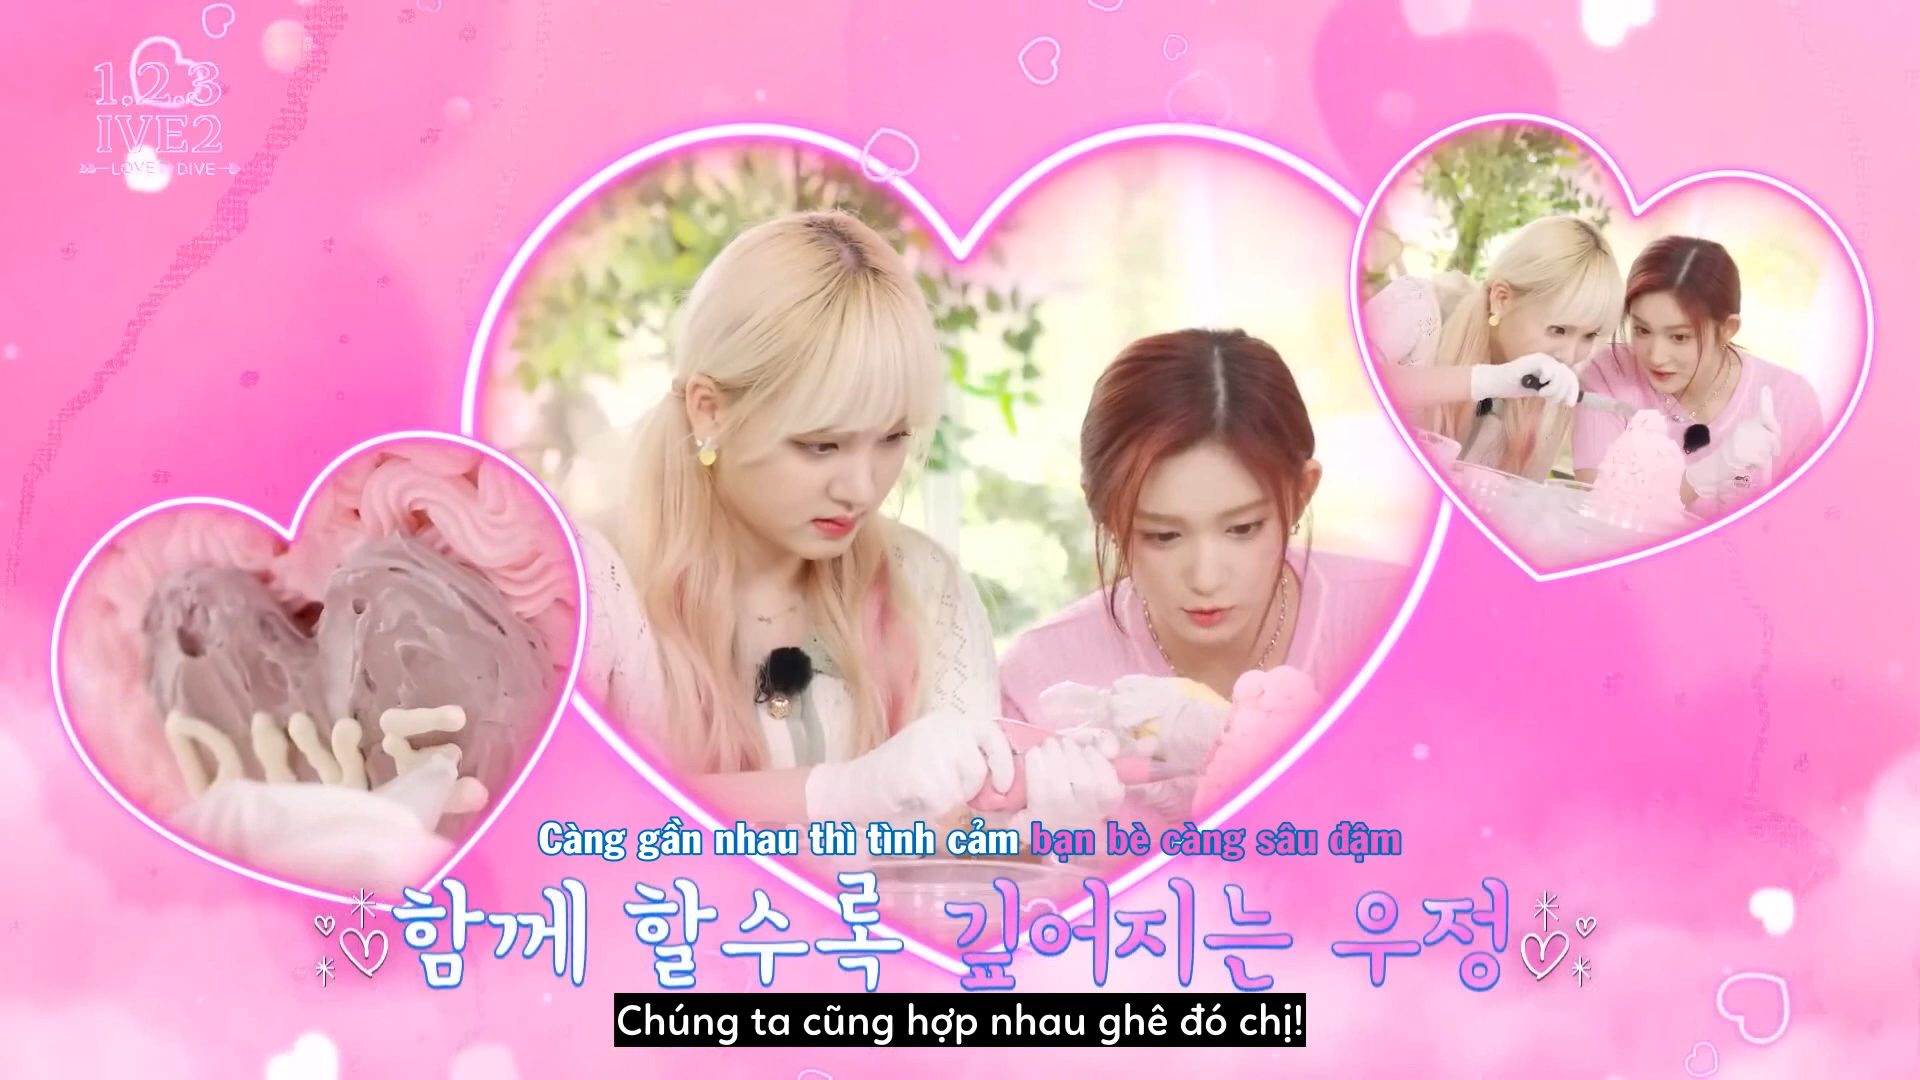 1.2.3
IVE2
LOVE DIVE
DIVE
Càng gần nhau thì tình cảm bạn bè càng sâu đậm
함께 할수록 깊어지는 우정
Chúng ta cũng hợp nhau ghê đó chị!